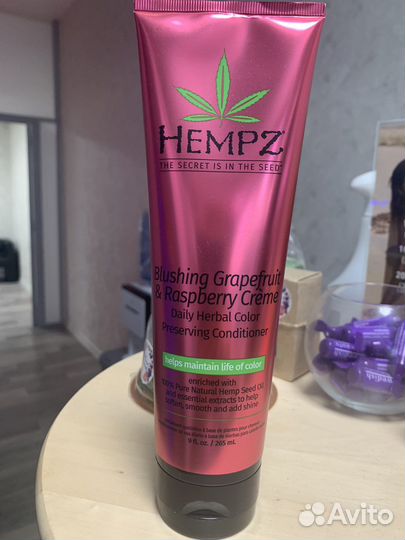 HEMPZ
THE SECRET IS IN THE SEED
Blushing Grapefruit
& Raspberry Crème
Daily Herbal Color
Preserving Conditioner
helps maintain life of color
enriched with
100% Pure Natural Hemp Seed Oil
and essential extracts to help
soften, smooth and add shine
9 fl. oz. / 265 mL
Avito